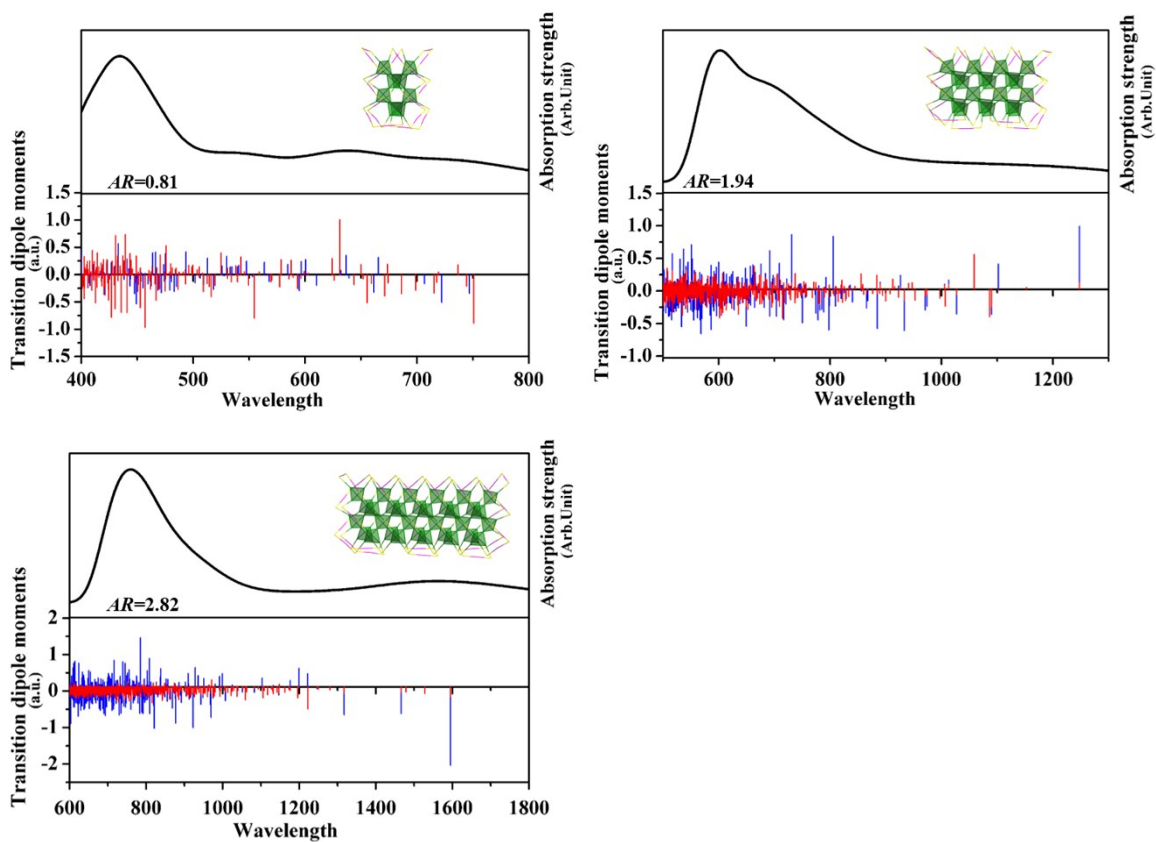 Absorption strength
(Arb.Unit)
AR=0.81
Transition dipole moments
(a.u.)
1.5
1.0
0.5
0.0
-0.5
-1.0
-1.5
400 500 600 700 800
Wavelength
Absorption strength
(Arb.Unit)
AR=1.94
Transition dipole moments
(a.u.)
1.5
1.0
0.5
0.0
-0.5
-1.0
600 800 1000 1200
Wavelength
Absorption strength
(Arb.Unit)
AR=2.82
Transition dipole moments
(a.u.)
2
1
0
-1
-2
600 800 1000 1200 1400 1600 1800
Wavelength